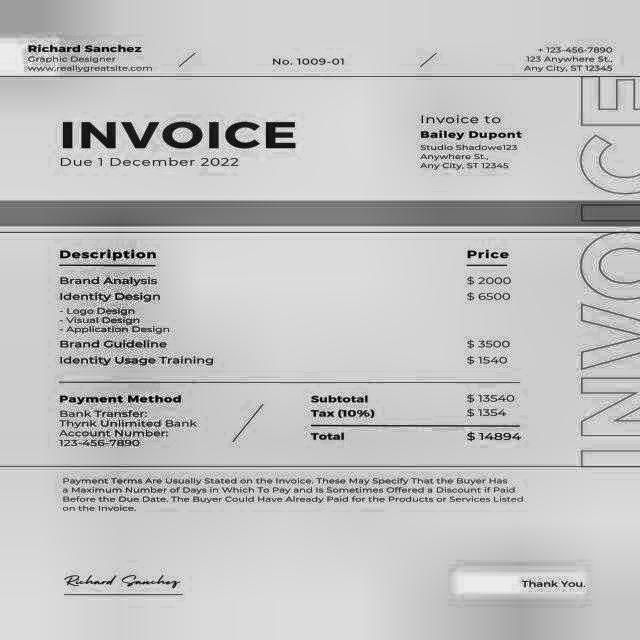 Richard Sanchez
Graphic Designer
www.reallygreatsite.com
No. 1009-01
+ 123-456-7890
123 Anywhere St.,
Any City, ST 12345
INVOICE
Due 1 December 2022
Invoice to
Bailey Dupont
Studio Shadowe123
Anywhere St.,
Any City, ST 12345
INVOICE
Description Price
Brand Analysis $ 2000
Identity Design $ 6500
- Logo Design
- Visual Design
- Application Design
Brand Guideline $ 3500
Identity Usage Training $ 1540
Payment Method
Bank Transfer:
Thynk Unlimited Bank
Account Number:
123-456-7890
Subtotal $ 13540
Tax (10%) $ 1354
Total $ 14894
Payment Terms Are Usually Stated on the Invoice. These May Specify That the Buyer Has
a Maximum Number of Days in Which To Pay and Is Sometimes Offered a Discount if Paid
Before the Due Date. The Buyer Could Have Already Paid for the Products or Services Listed
on the Invoice.
Richard Sanchez
Thank You.